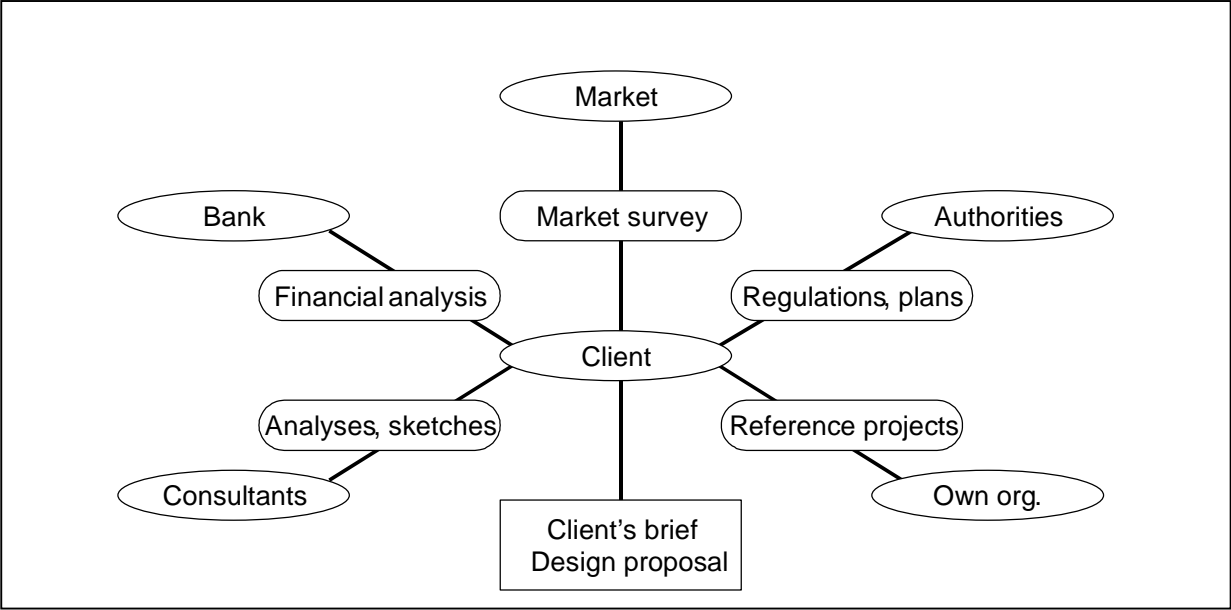 Market
Bank
Market survey
Authorities
Financial analysis
Regulations, plans
Client
Analyses, sketches
Reference projects
Consultants
Own org.
Client’s brief
Design proposal